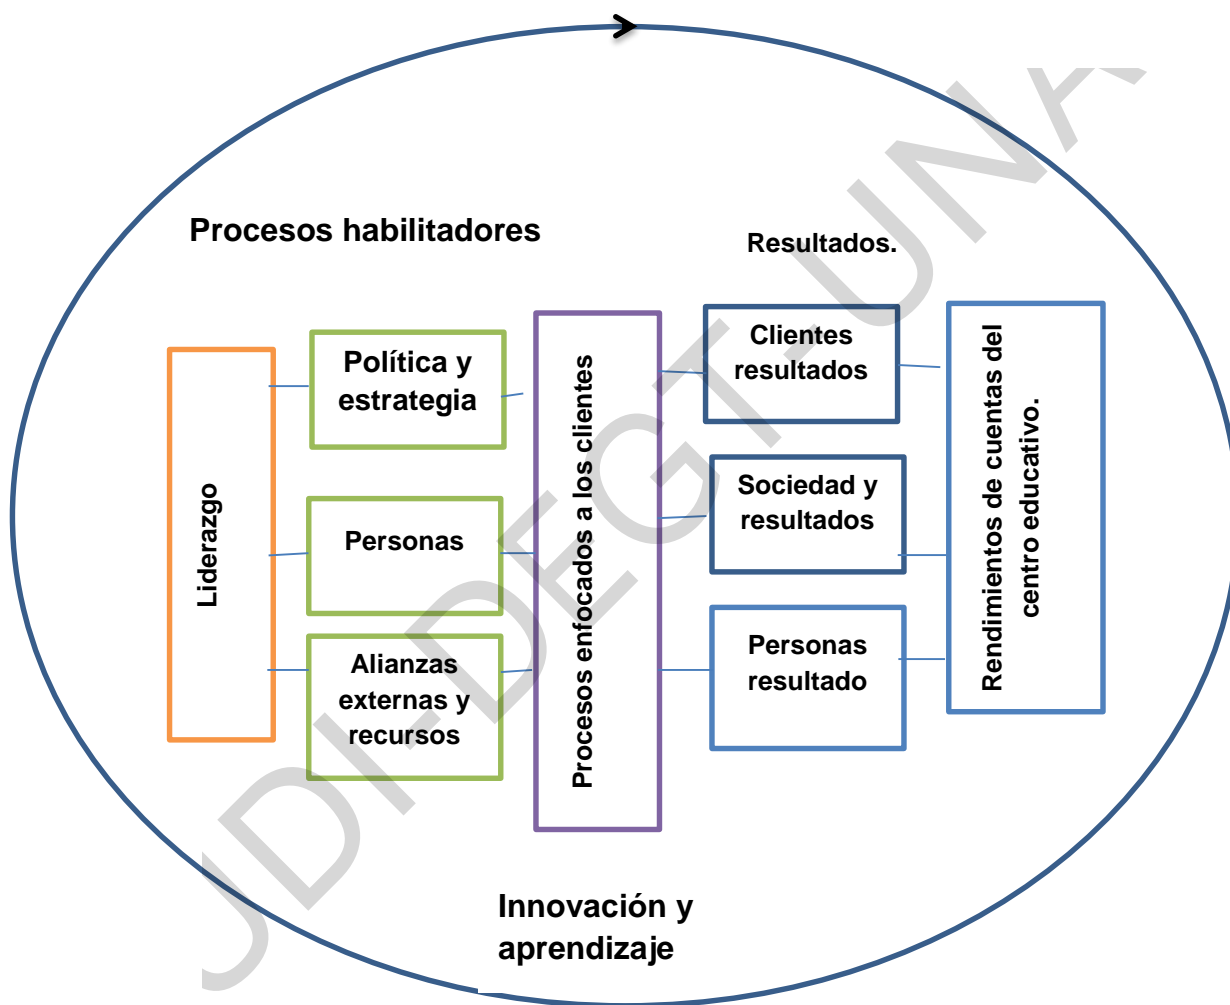 Procesos habilitadores
Resultados.
Liderazgo
Política y
estrategia
Personas
Alianzas
externas y
recursos
Procesos enfocados a los clientes
Clientes
resultados
Sociedad y
resultados
Personas
resultado
Rendimientos de cuentas del
centro educativo.
Innovación y
aprendizaje
UDI-DEGT-UNA